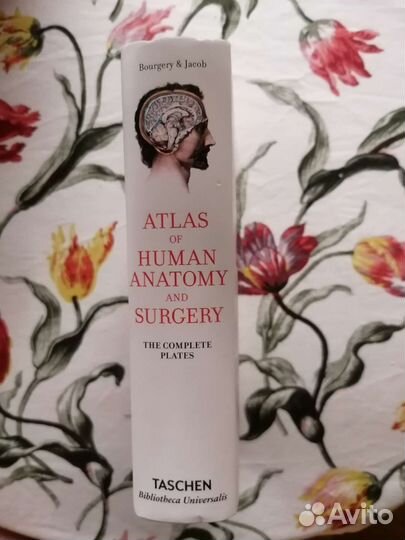 Bourgery & Jacob
ATLAS
OF
HUMAN
ANATOMY
AND
SURGERY
THE COMPLETE
PLATES
TASCHEN
Bibliotheca Universalis
Avito